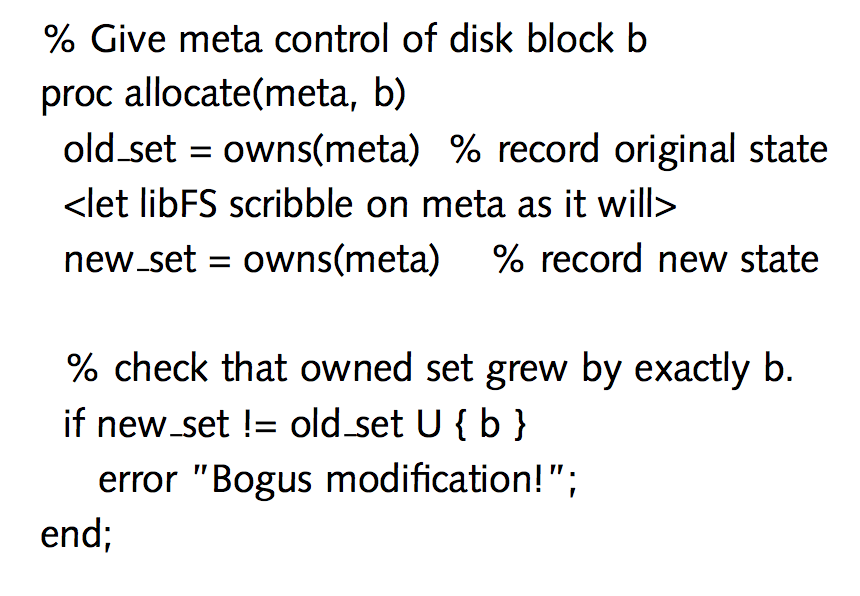 % Give meta control of disk block b
proc allocate(meta, b)
old_set = owns(meta) % record original state
<let libFS scribble on meta as it will>
new_set = owns(meta) % record new state
% check that owned set grew by exactly b.
if new_set != old_set U { b }
error "Bogus modification!";
end;